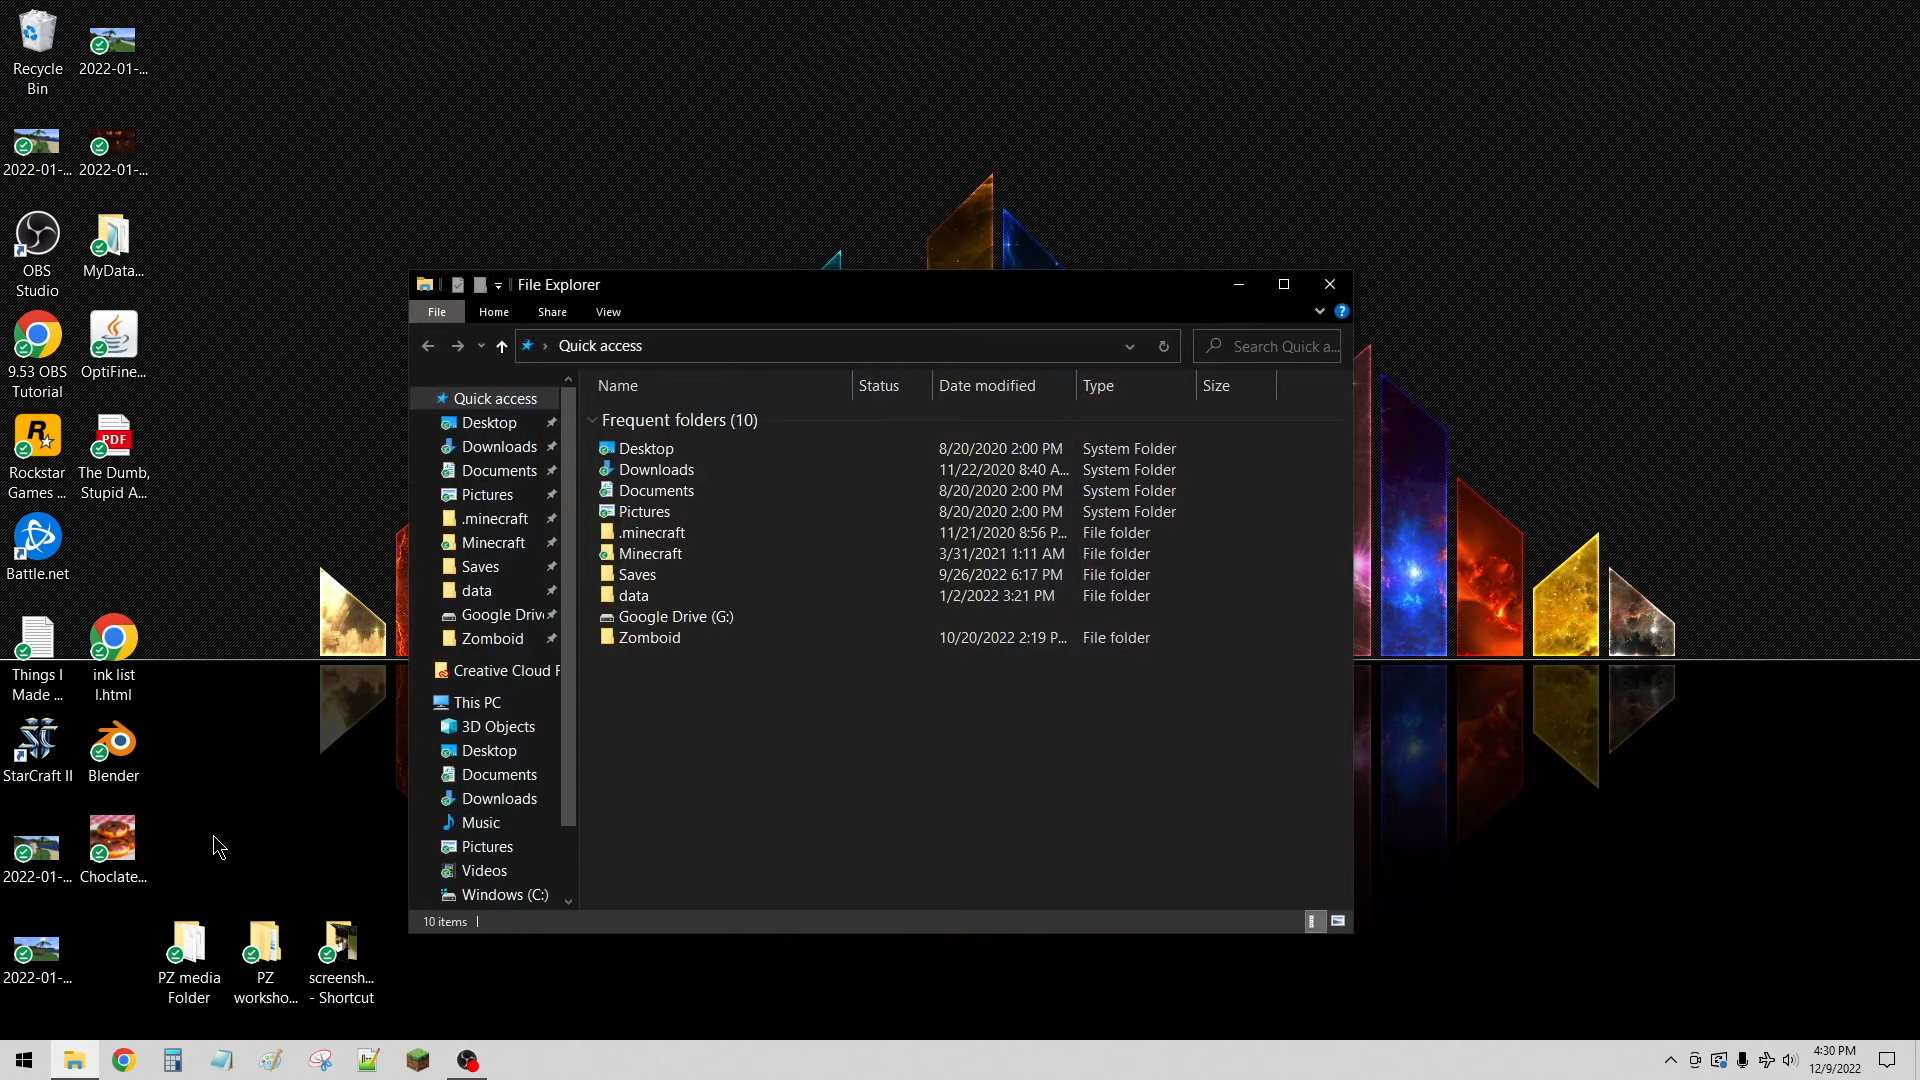 Recycle
Bin
2022-01-...
2022-01-...
2022-01-...
OBS
Studio
MyData...
9.53 OBS
Tutorial
OptiFine...
Rockstar
Games ...
PDF
The Dumb,
Stupid A...
Battle.net
Things I
Made ...
ink list
l.html
StarCraft II
Blender
2022-01-...
Choclate...
2022-01-...
PZ media
Folder
PZ
worksho...
screensh...
- Shortcut
File Explorer
File
Home
Share
View
Quick access
Search Quick a...
Name
Status
Date modified
Type
Size
Quick access
Desktop
Downloads
Documents
Pictures
.minecraft
Minecraft
Saves
data
Google Driv
Zomboid
Creative Cloud F
This PC
3D Objects
Desktop
Documents
Downloads
Music
Pictures
Videos
Windows (C:)
Frequent folders (10)
Desktop 8/20/2020 2:00 PM System Folder
Downloads 11/22/2020 8:40 A... System Folder
Documents 8/20/2020 2:00 PM System Folder
Pictures 8/20/2020 2:00 PM System Folder
.minecraft 11/21/2020 8:56 P... File folder
Minecraft 3/31/2021 1:11 AM File folder
Saves 9/26/2022 6:17 PM File folder
data 1/2/2022 3:21 PM File folder
Google Drive (G:)
Zomboid 10/20/2022 2:19 P... File folder
10 items
4:30 PM
12/9/2022